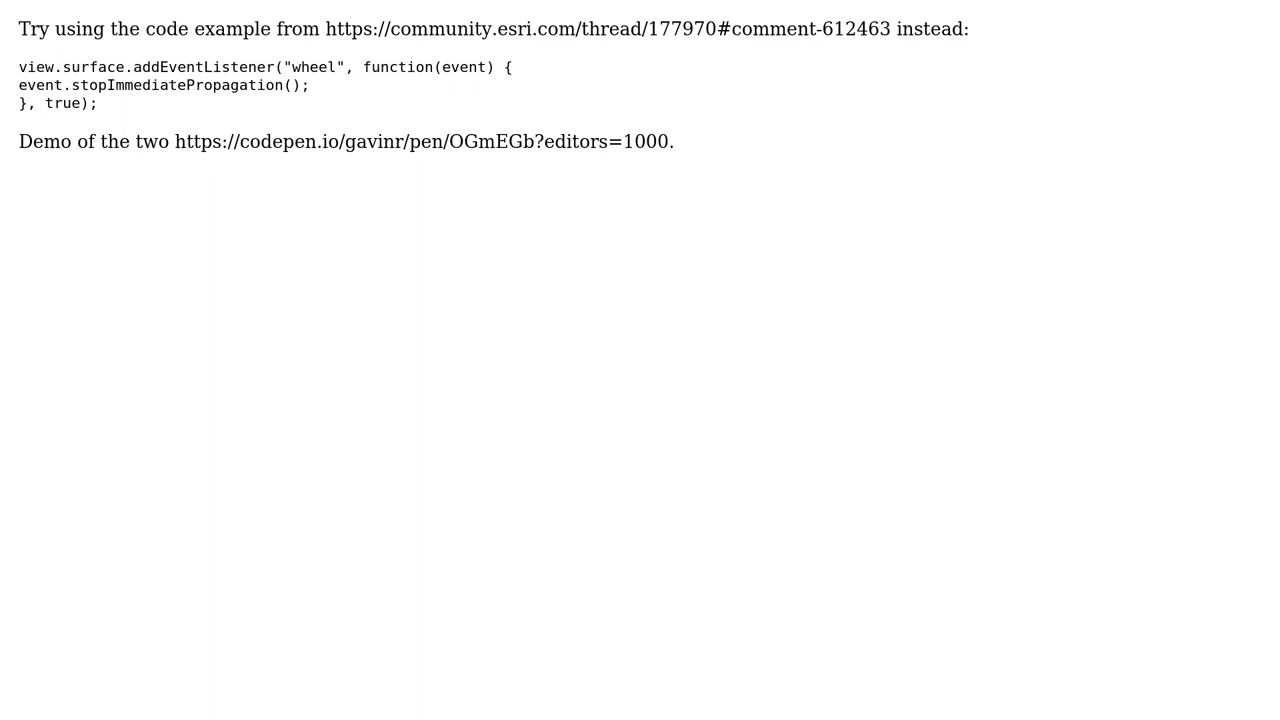 Try using the code example from https://community.esri.com/thread/177970#comment-612463 instead:
view.surface.addEventListener("wheel", function(event) {
event.stopImmediatePropagation();
}, true);
Demo of the two https://codepen.io/gavinr/pen/OGmEGb?editors=1000.